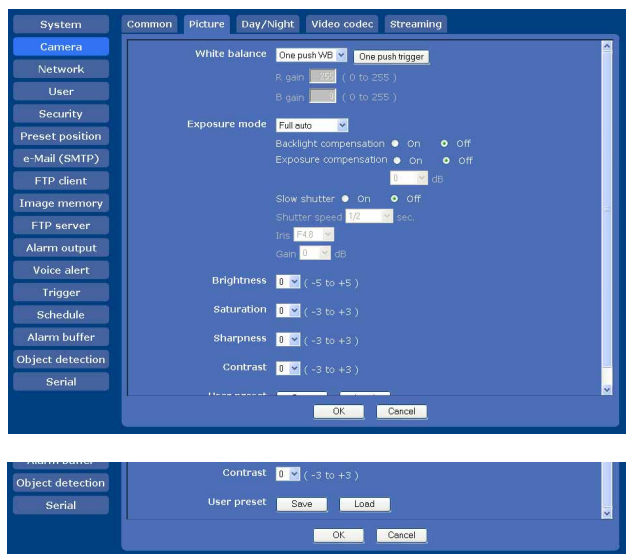 System
Camera
Network
User
Security
Preset position
e-Mail (SMTP)
FTP client
Image memory
FTP server
Alarm output
Voice alert
Trigger
Schedule
Alarm buffer
Object detection
Serial
Common Picture Day/Night Video codec Streaming
White balance One push WB One push trigger
R gain 255 ( 0 to 255 )
B gain 0 ( 0 to 255 )
Exposure mode Full auto
Backlight compensation On Off
Exposure compensation On Off
0 dB
Slow shutter On Off
Shutter speed 1/2 sec.
Iris F4.8
Gain 0 dB
Brightness 0 ( -5 to +5 )
Saturation 0 ( -3 to +3 )
Sharpness 0 ( -3 to +3 )
Contrast 0 ( -3 to +3 )
User preset
OK Cancel
Alarm buffer
Object detection
Serial
Contrast 0 ( -3 to +3 )
User preset Save Load
OK Cancel